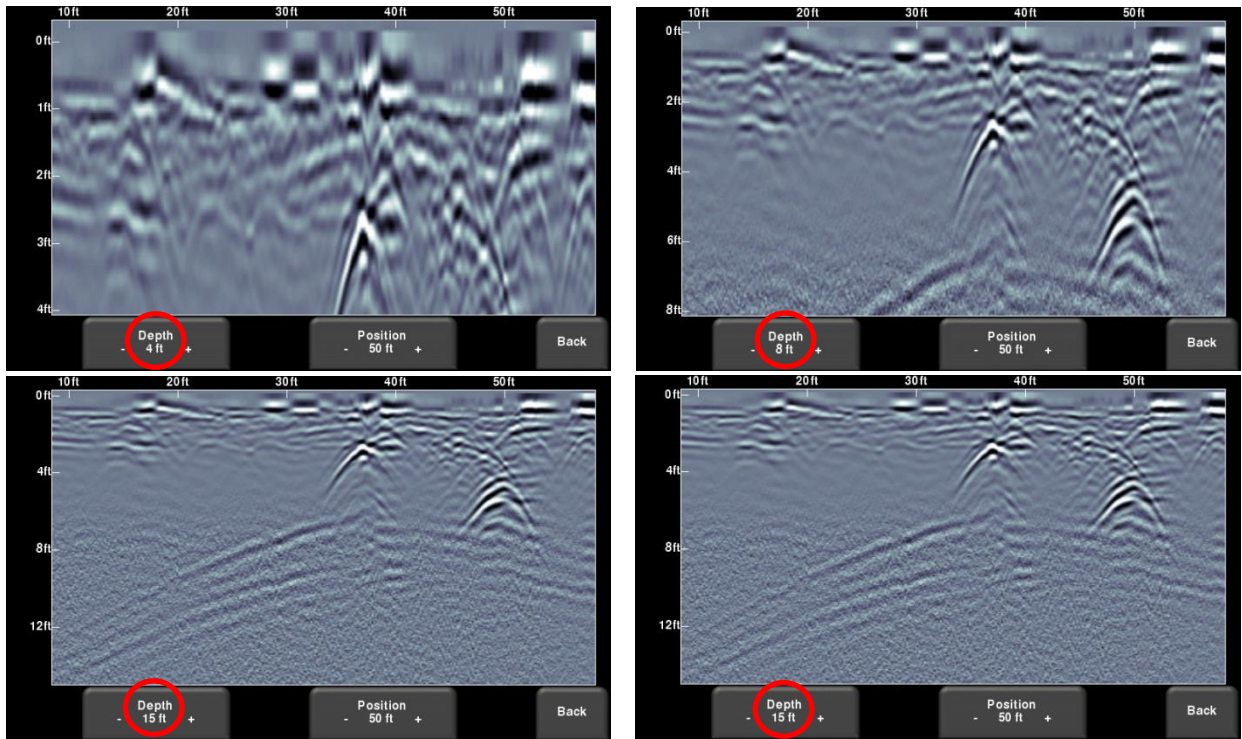 10ft 20ft 30ft 40ft 50ft
0ft
1ft
2ft
3ft
4ft
Depth
- 4 ft +
Position
- 50 ft +
Back
10ft 20ft 30ft 40ft 50ft
0ft
2ft
4ft
6ft
8ft
Depth
- 8 ft +
Position
- 50 ft +
Back
10ft 20ft 30ft 40ft 50ft
0ft
4ft
8ft
12ft
Depth
- 15 ft +
Position
- 50 ft +
Back
10ft 20ft 30ft 40ft 50ft
0ft
4ft
8ft
12ft
Depth
- 15 ft +
Position
- 50 ft +
Back